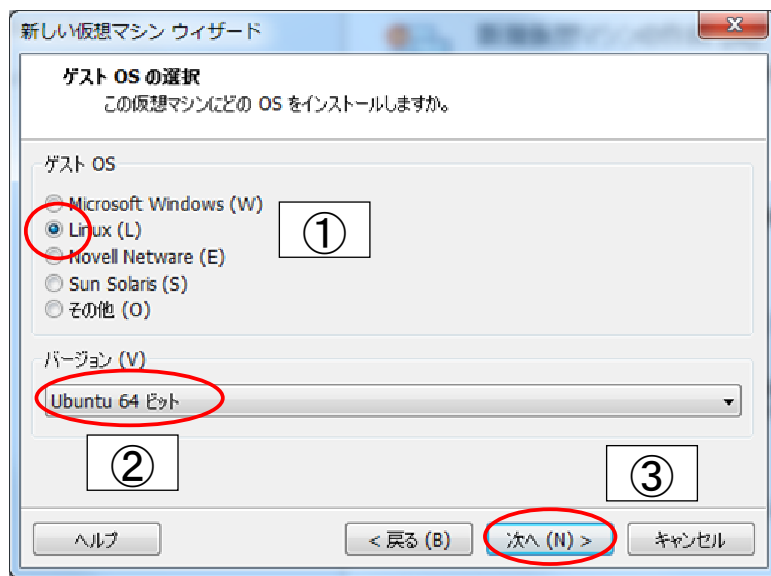 新しい仮想マシン ウィザード
ゲスト OS の選択
この仮想マシンにどの OS をインストールしますか。
ゲスト OS
Microsoft Windows (W)
Linux (L)
①
Novell Netware (E)
Sun Solaris (S)
その他 (O)
バージョン (V)
Ubuntu 64 ビット
②
③
ヘルプ
< 戻る (B)
次へ (N) >
キャンセル